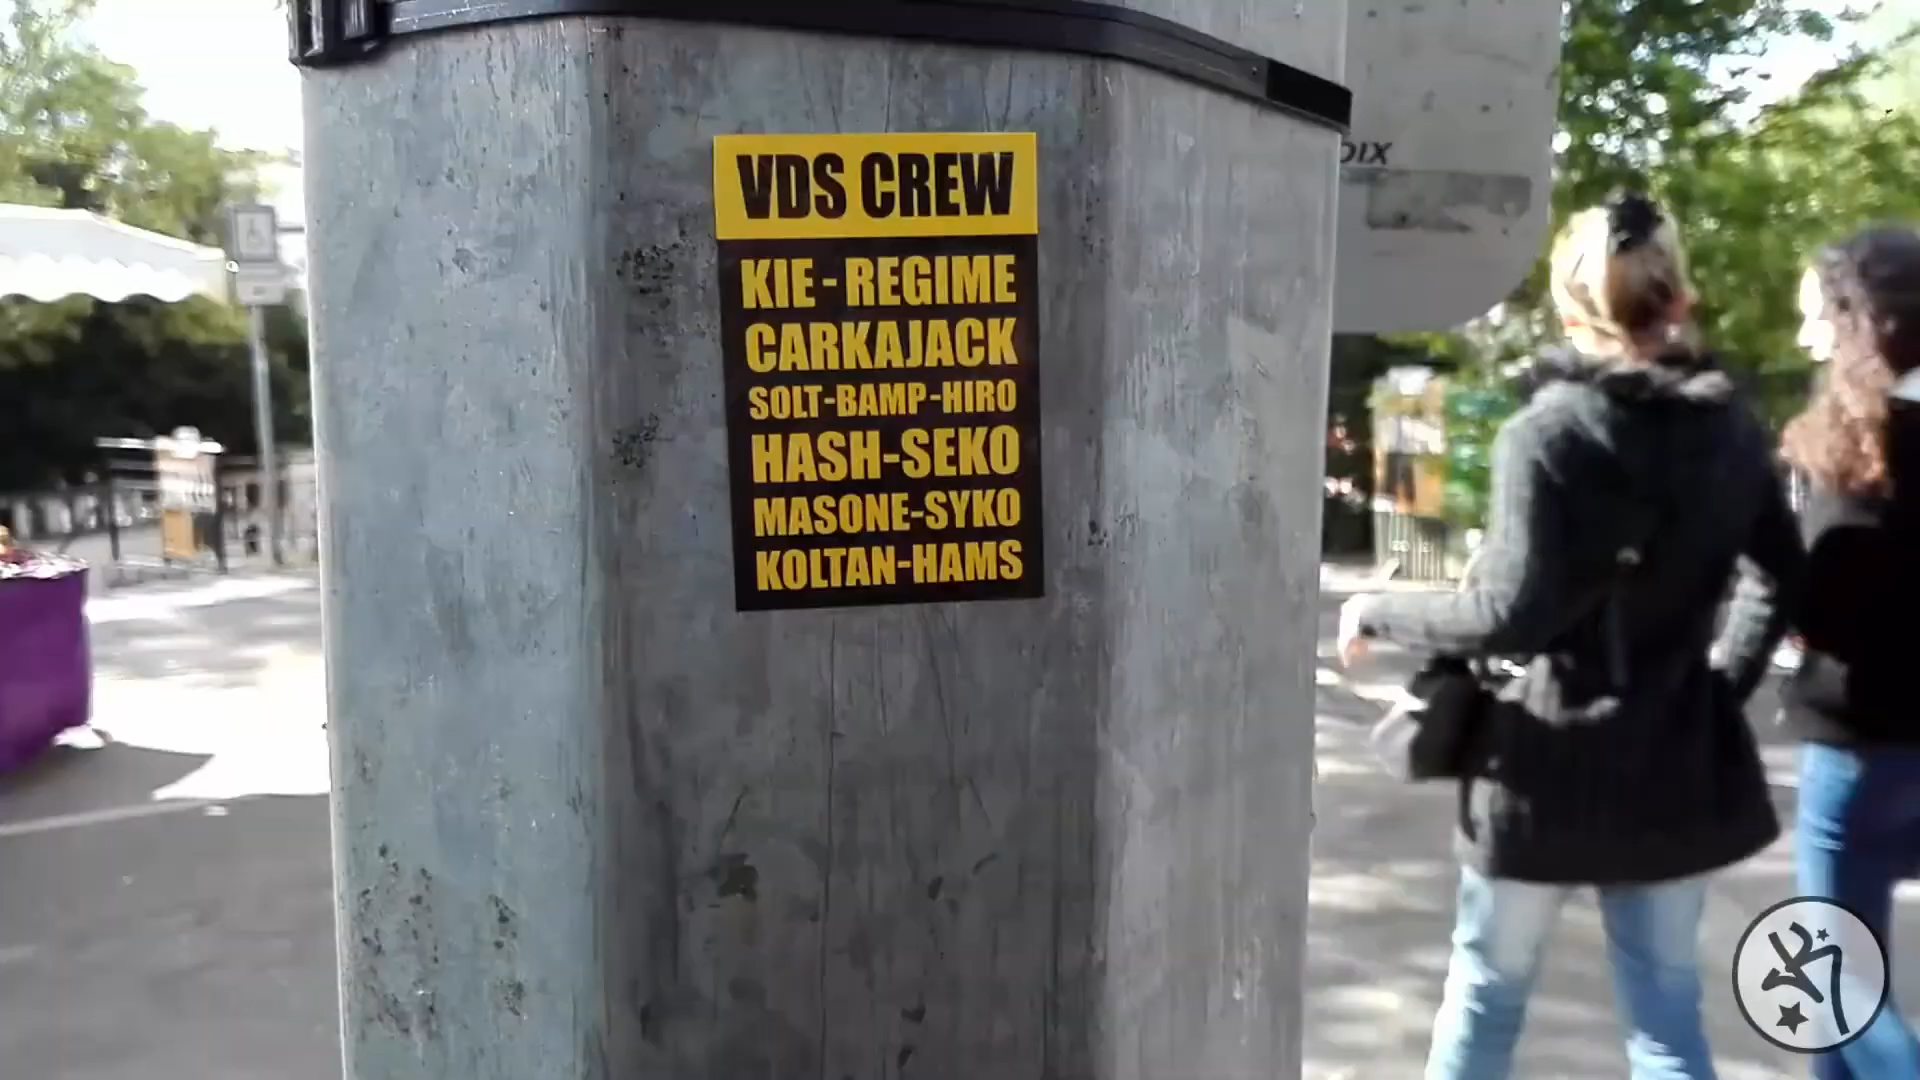 VDS CREW
KIE-REGIME
CARKAJACK
SOLT-BAMP-HIRO
HASH-SEKO
MASONE-SYKO
KOLTAN-HAMS